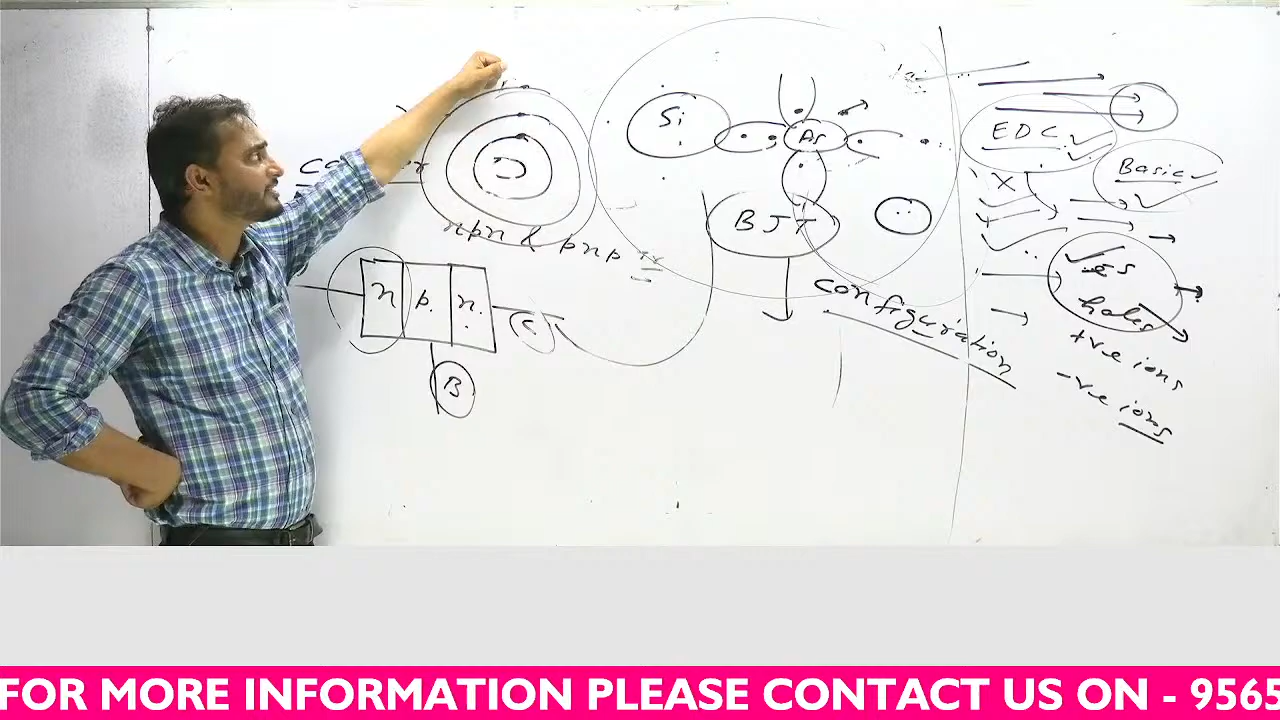 Si
As
BJT
npn & pnp
n p n
B
C
configuration
EDC
Basic
X
es
holes
+ve ions
-ve ions
FOR MORE INFORMATION PLEASE CONTACT US ON - 9565